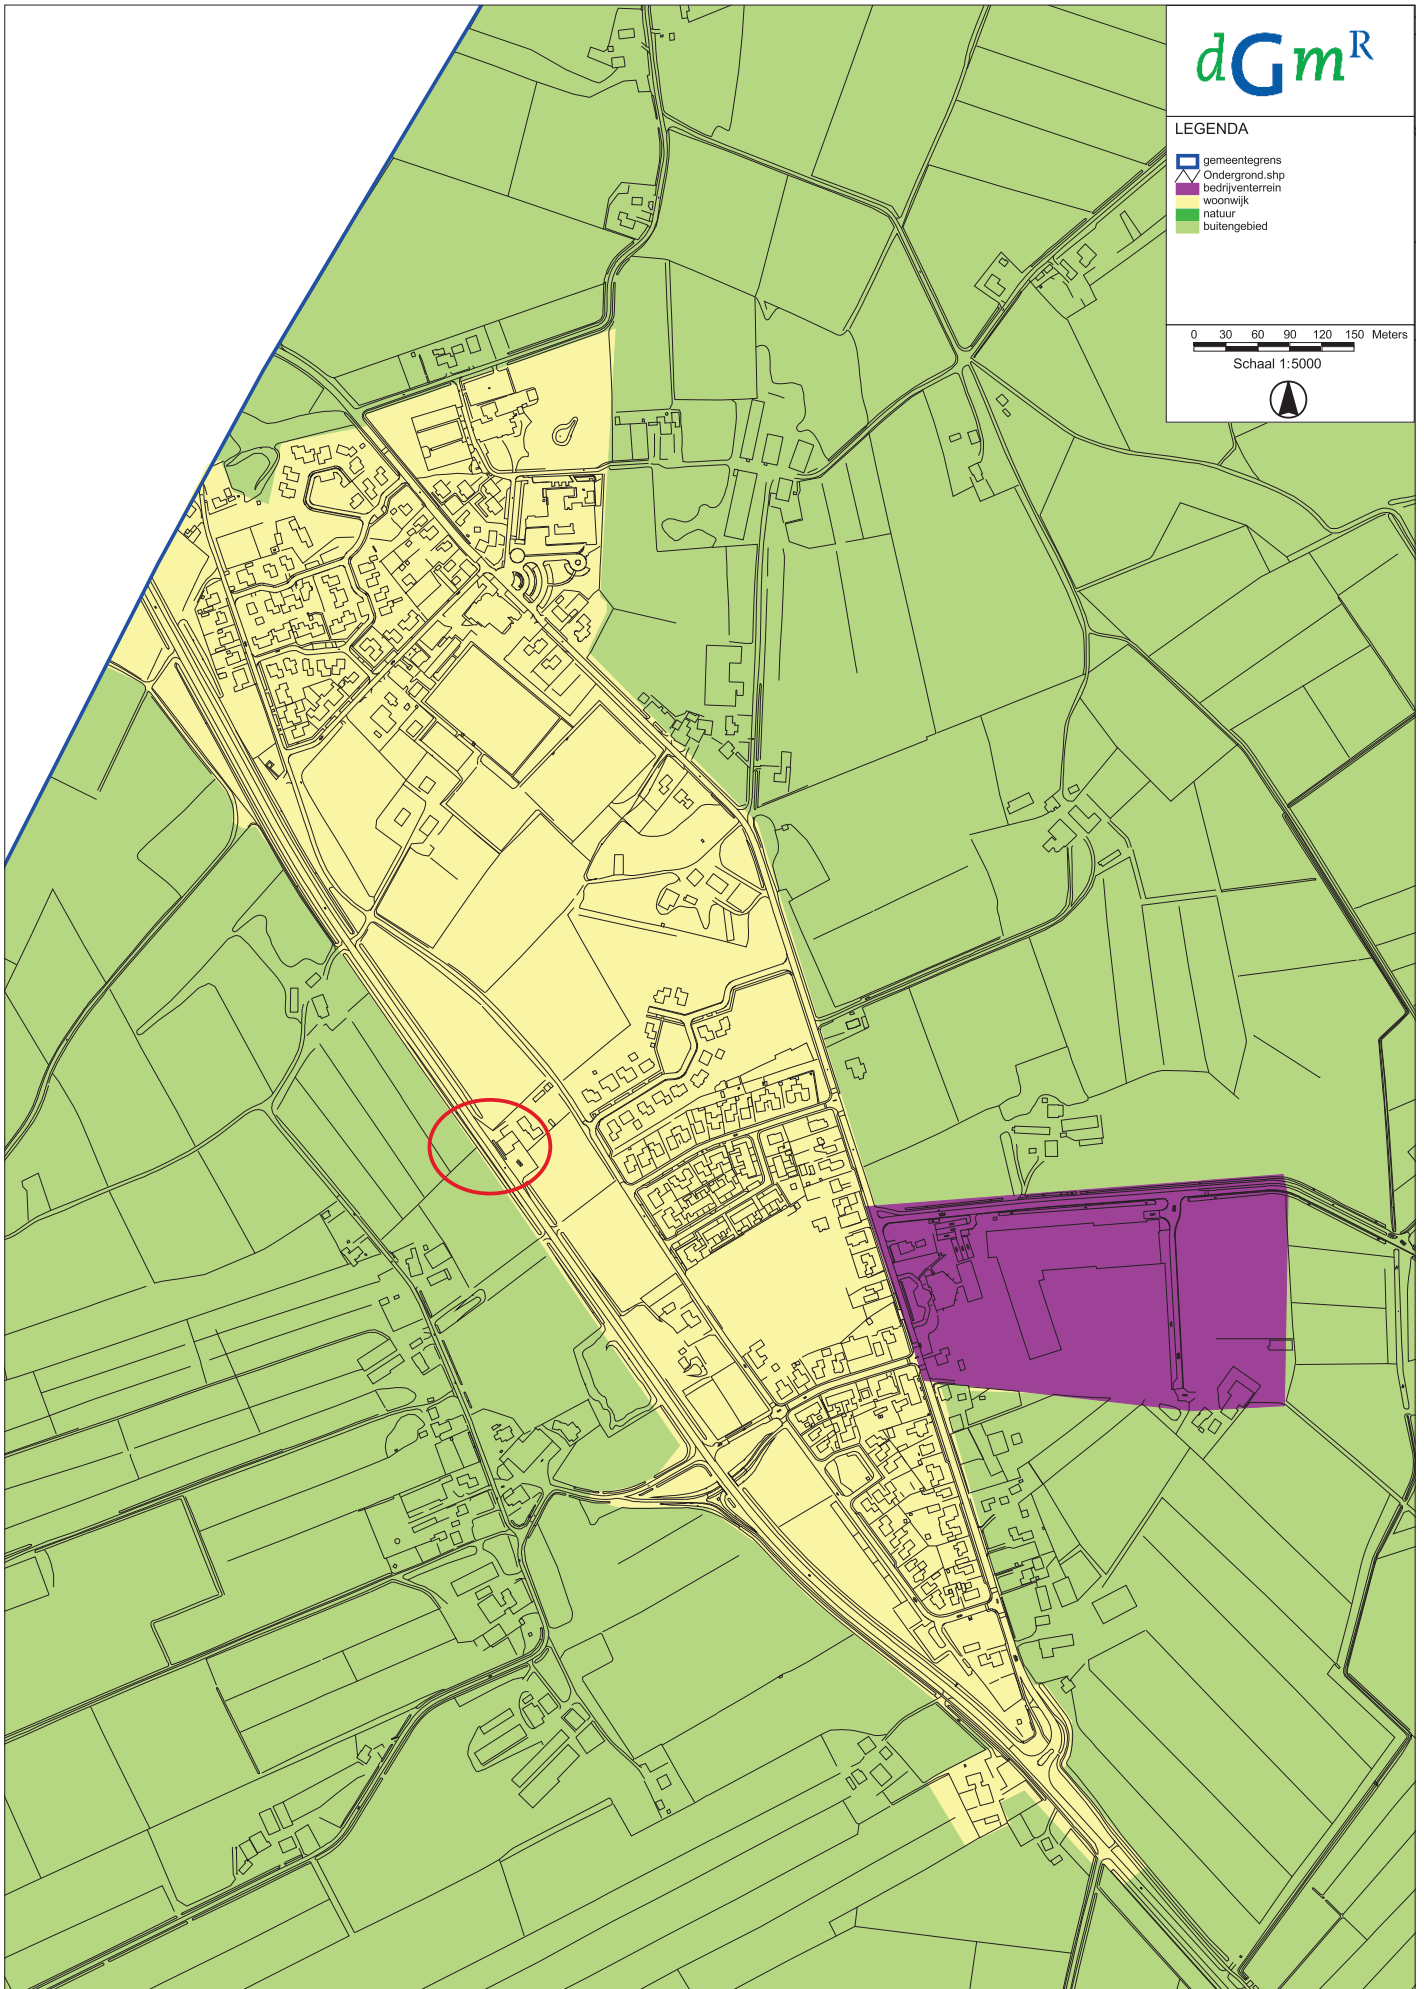 dGmR
LEGENDA
gemeentegrens
Ondergrond.shp
bedrijventerrein
woonwijk
natuur
buitengebied
0 30 60 90 120 150 Meters
Schaal 1:5000